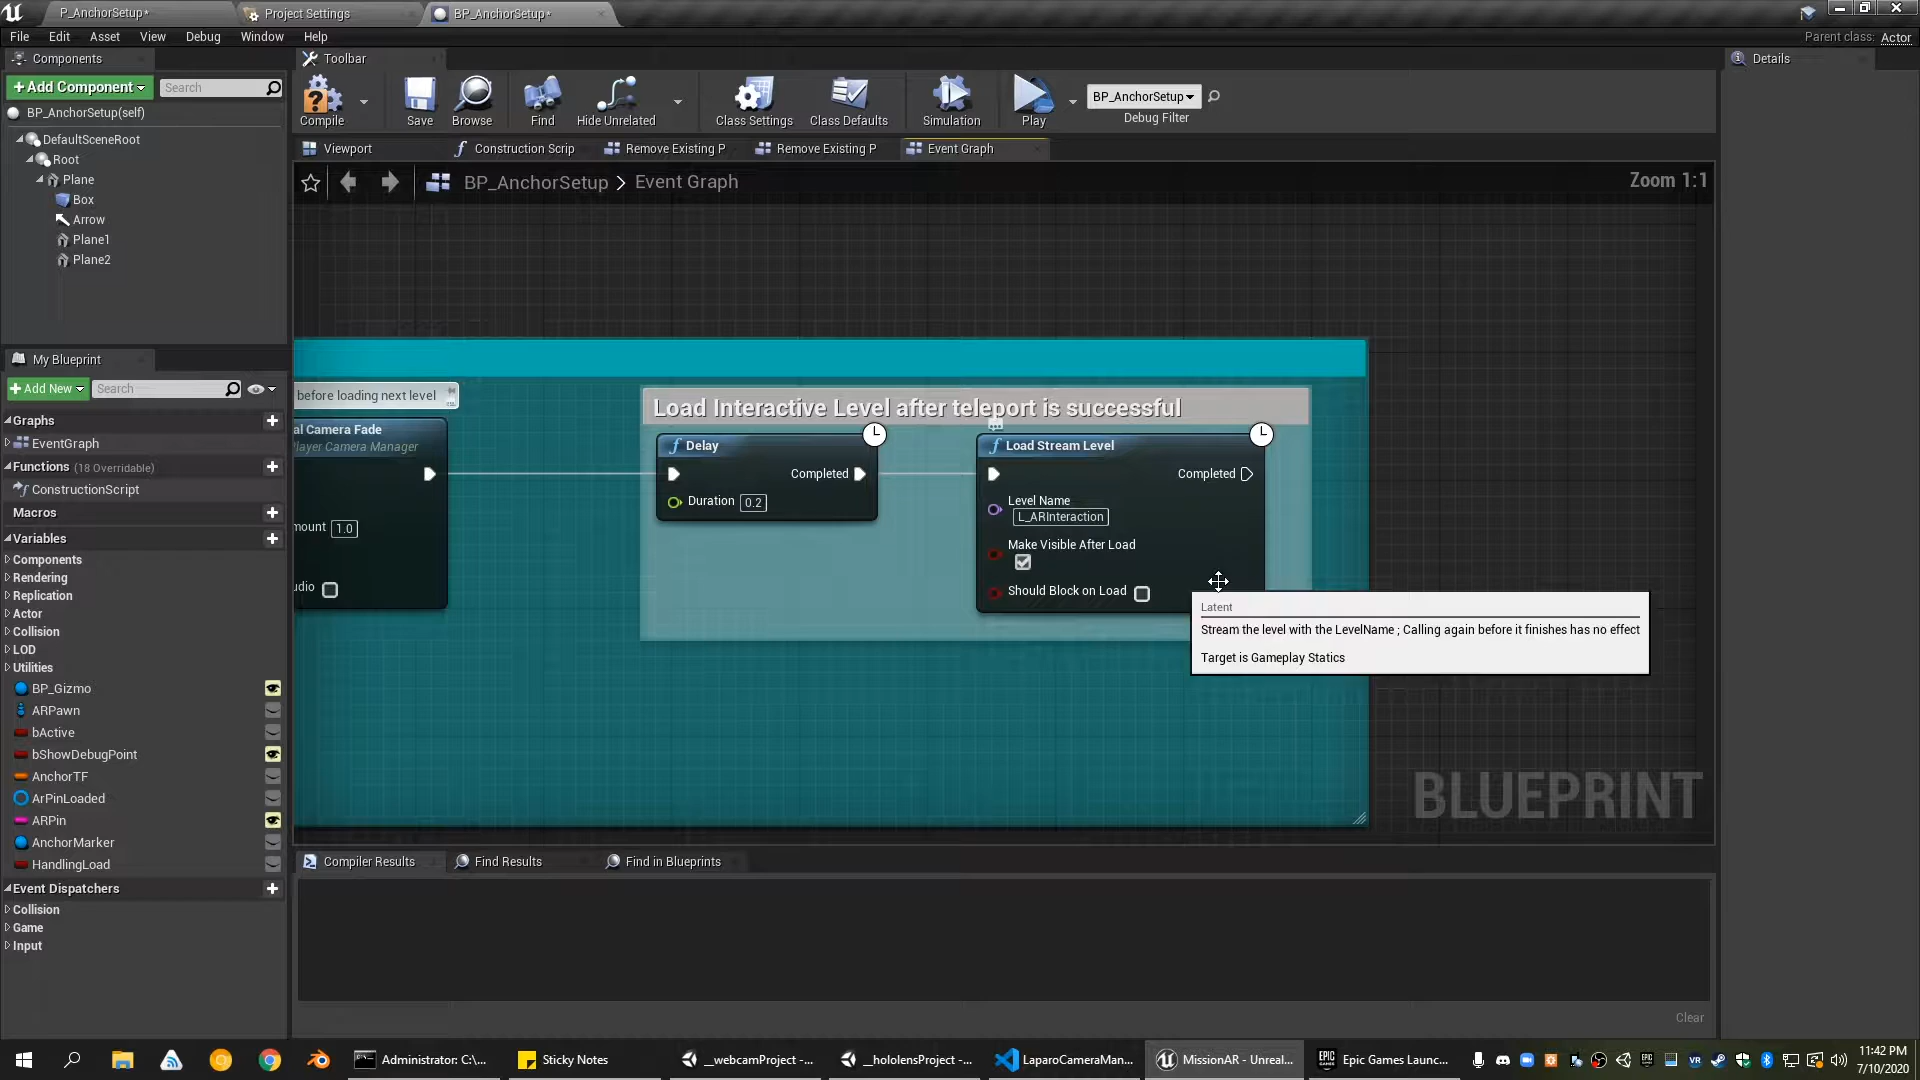 P_AnchorSetup*
Project Settings
BP_AnchorSetup*
File Edit Asset View Debug Window Help
Parent class: Actor
Components
Toolbar
Details
+Add Component
Search
Compile
Save
Browse
Find
Hide Unrelated
Class Settings
Class Defaults
Simulation
Play
BP_AnchorSetup
Debug Filter
BP_AnchorSetup(self)
DefaultSceneRoot
Root
Plane
Box
Arrow
Plane1
Plane2
Viewport
Construction Scrip
Remove Existing P
Remove Existing P
Event Graph
BP_AnchorSetup > Event Graph
Zoom 1:1
before loading next level
al Camera Fade
layer Camera Manager
mount 1.0
udio
Load Interactive Level after teleport is successful
Delay
Completed
Duration 0.2
Load Stream Level
Completed
Level Name
L_ARInteraction
Make Visible After Load
Should Block on Load
Latent
Stream the level with the LevelName ; Calling again before it finishes has no effect
Target is Gameplay Statics
BLUEPRINT
My Blueprint
+Add New
Search
Graphs
EventGraph
Functions (18 Overridable)
ConstructionScript
Macros
Variables
Components
Rendering
Replication
Actor
Collision
LOD
Utilities
BP_Gizmo
ARPawn
bActive
bShowDebugPoint
AnchorTF
ArPinLoaded
ARPin
AnchorMarker
HandlingLoad
Event Dispatchers
Collision
Game
Input
Compiler Results
Find Results
Find in Blueprints
Clear
Administrator: C:\...
Sticky Notes
__webcamProject -...
__hololensProject -...
LaparoCameraMan...
MissionAR - Unreal...
Epic Games Launc...
11:42 PM
7/10/2020